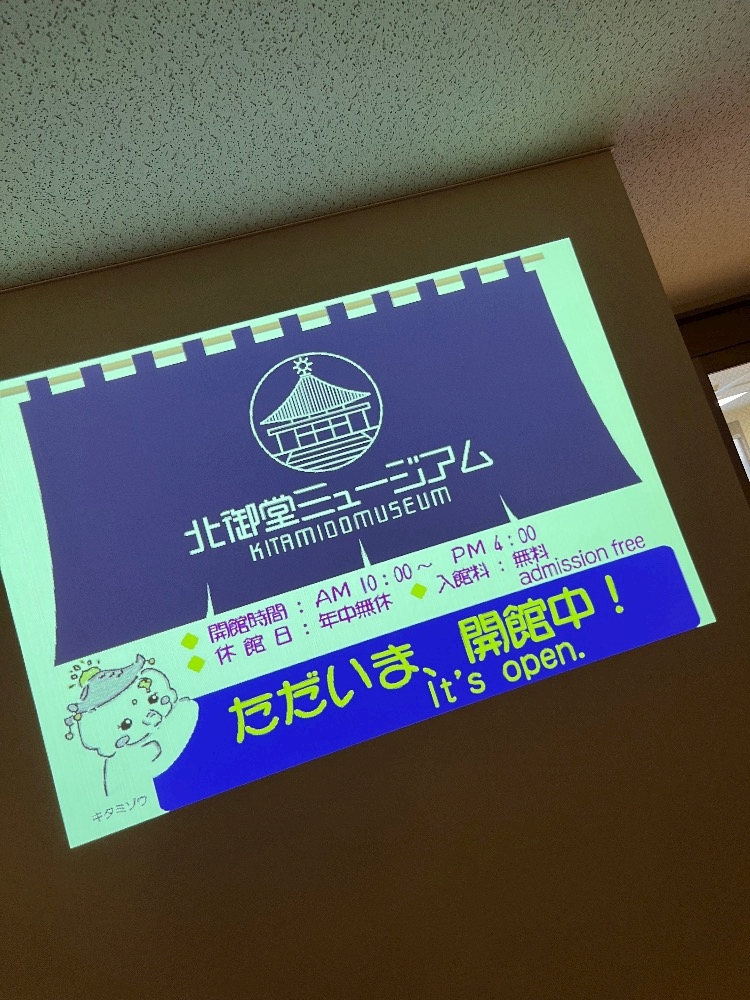 北御堂ミュージアム
KITAMIDOMUSEUM
◆ 開館時間：AM 10:00～ PM 4:00
◆ 休館日：年中無休 ◆ 入館料：無料
admission free
ただいま、開館中！
It's open.
キタミゾウ